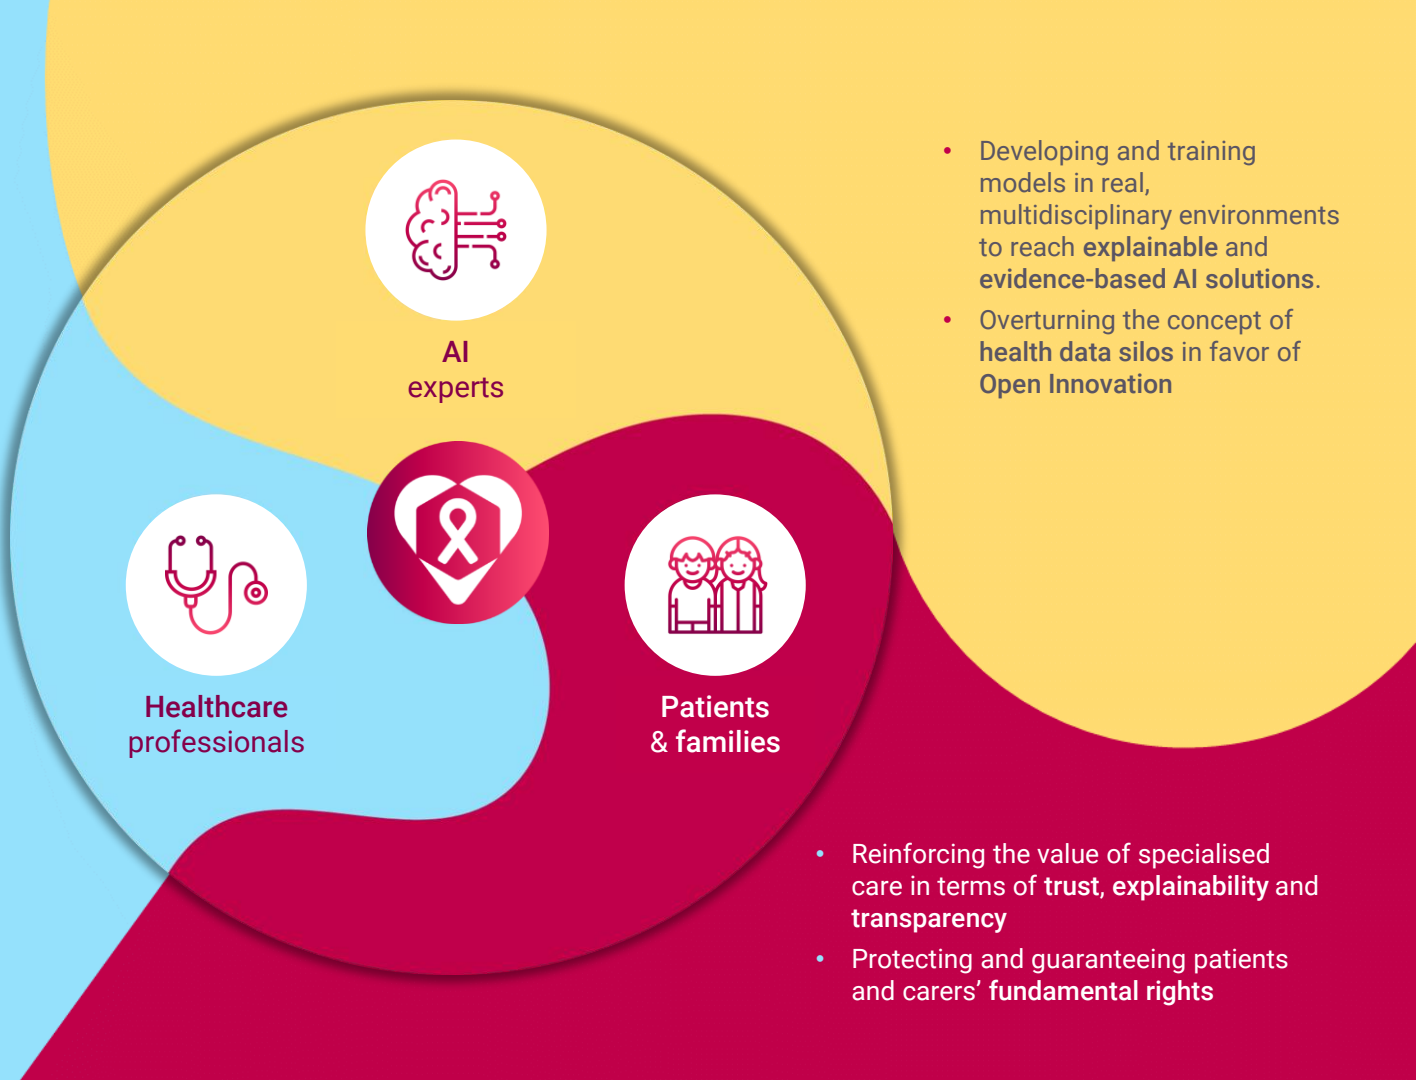 AI
experts
Healthcare
professionals
Patients
& families
• Developing and training
models in real,
multidisciplinary environments
to reach explainable and
evidence-based AI solutions.
• Overturning the concept of
health data silos in favor of
Open Innovation
• Reinforcing the value of specialised
care in terms of trust, explainability and
transparency
• Protecting and guaranteeing patients
and carers’ fundamental rights